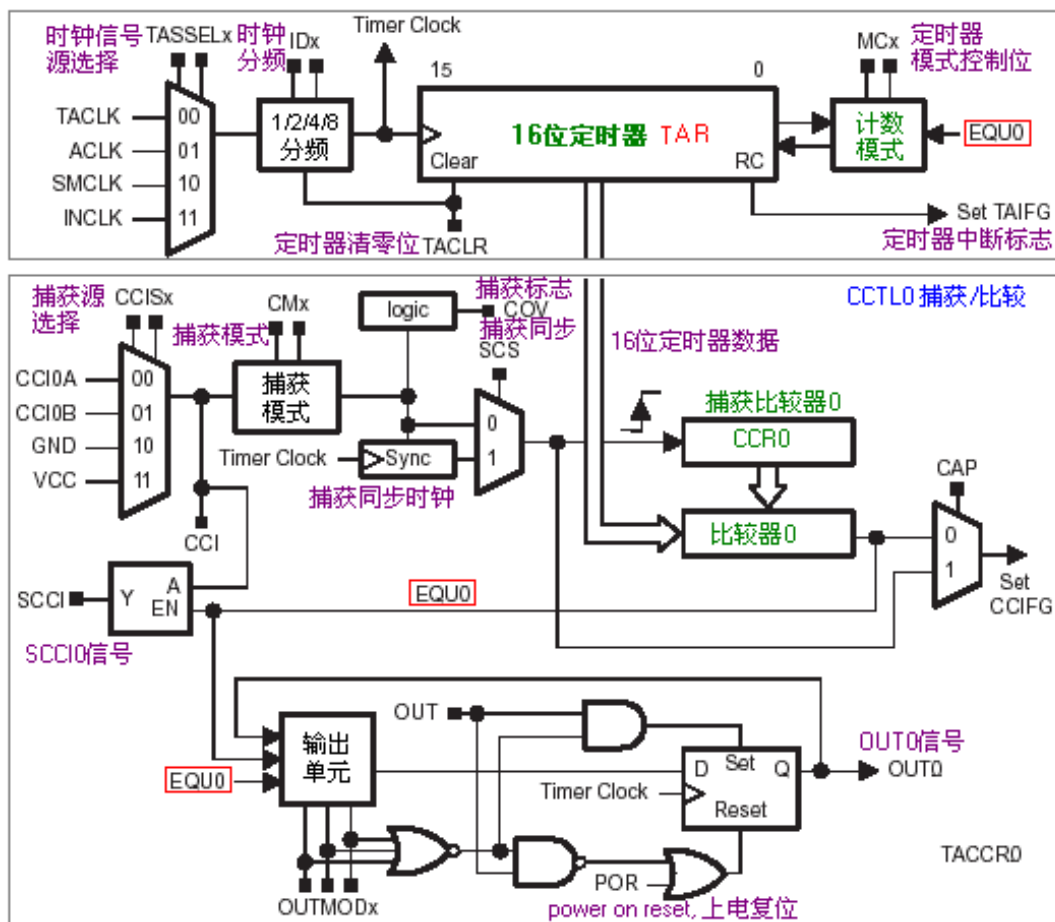 时钟信号
源选择
TASSELx
时钟
分频
IDx
Timer Clock
15
0
MCx
定时器
模式控制位
TACLK
ACLK
SMCLK
INCLK
00
01
10
11
1/2/4/8
分频
16位定时器 TAR
Clear
RC
计数
模式
EQU0
Set TAIFG
定时器中断标志
定时器清零位
TACLR
捕获源
选择
CCISx
捕获模式
CMx
logic
捕获标志
COV
捕获同步
SCS
16位定时器数据
CCTL0 捕获/比较
CCI0A
CCI0B
GND
VCC
00
01
10
11
捕获
模式
0
1
Timer Clock
Sync
捕获同步时钟
捕获比较器0
CCR0
比较器0
CAP
0
1
Set
CCIFG
CCI
SCCI
Y
A
EN
SCCI0信号
EQU0
OUT
输出
单元
EQU0
D
Set
Q
Timer Clock
Reset
OUT0信号
OUT0
POR
OUTMODx
power on reset, 上电复位
TACCR0